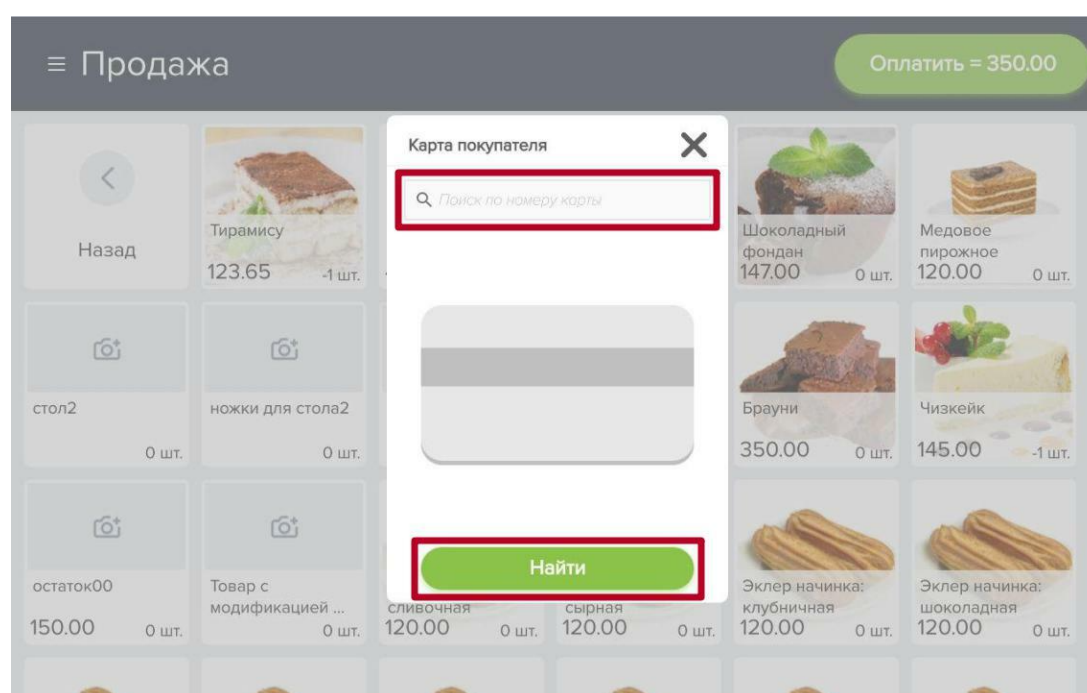 ≡ Продажа
Оплатить = 350.00
Карта покупателя
Поиск по номеру карты
Найти
Назад
Тирамису
123.65 -1 шт.
Шоколадный
фондан
147.00 0 шт.
Медовое
пирожное
120.00 0 шт.
стол2
0 шт.
ножки для стола2
0 шт.
Брауни
350.00 0 шт.
Чизкейк
145.00 -1 шт.
остаток00
150.00 0 шт.
Товар с
модификацией ...
0 шт.
сливочная
120.00 0 шт.
сырная
120.00 0 шт.
Эклер начинка:
клубничная
120.00 0 шт.
Эклер начинка:
шоколадная
120.00 0 шт.